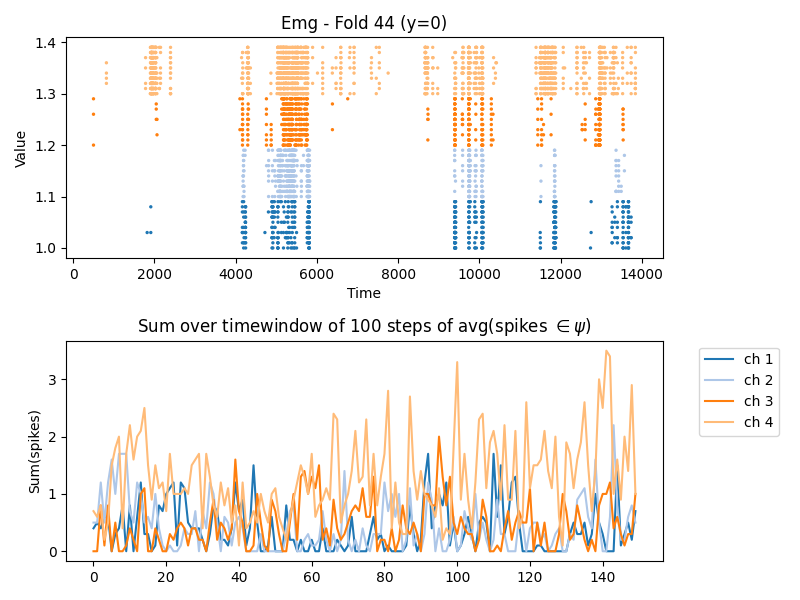 Emg - Fold 44 (y=0)
1.4
1.3
1.2
1.1
1.0
Value
0 2000 4000 6000 8000 10000 12000 14000
Time
Sum over timewindow of 100 steps of avg(spikes ∈ ψ)
3
2
1
0
Sum(spikes)
0 20 40 60 80 100 120 140
ch 1
ch 2
ch 3
ch 4